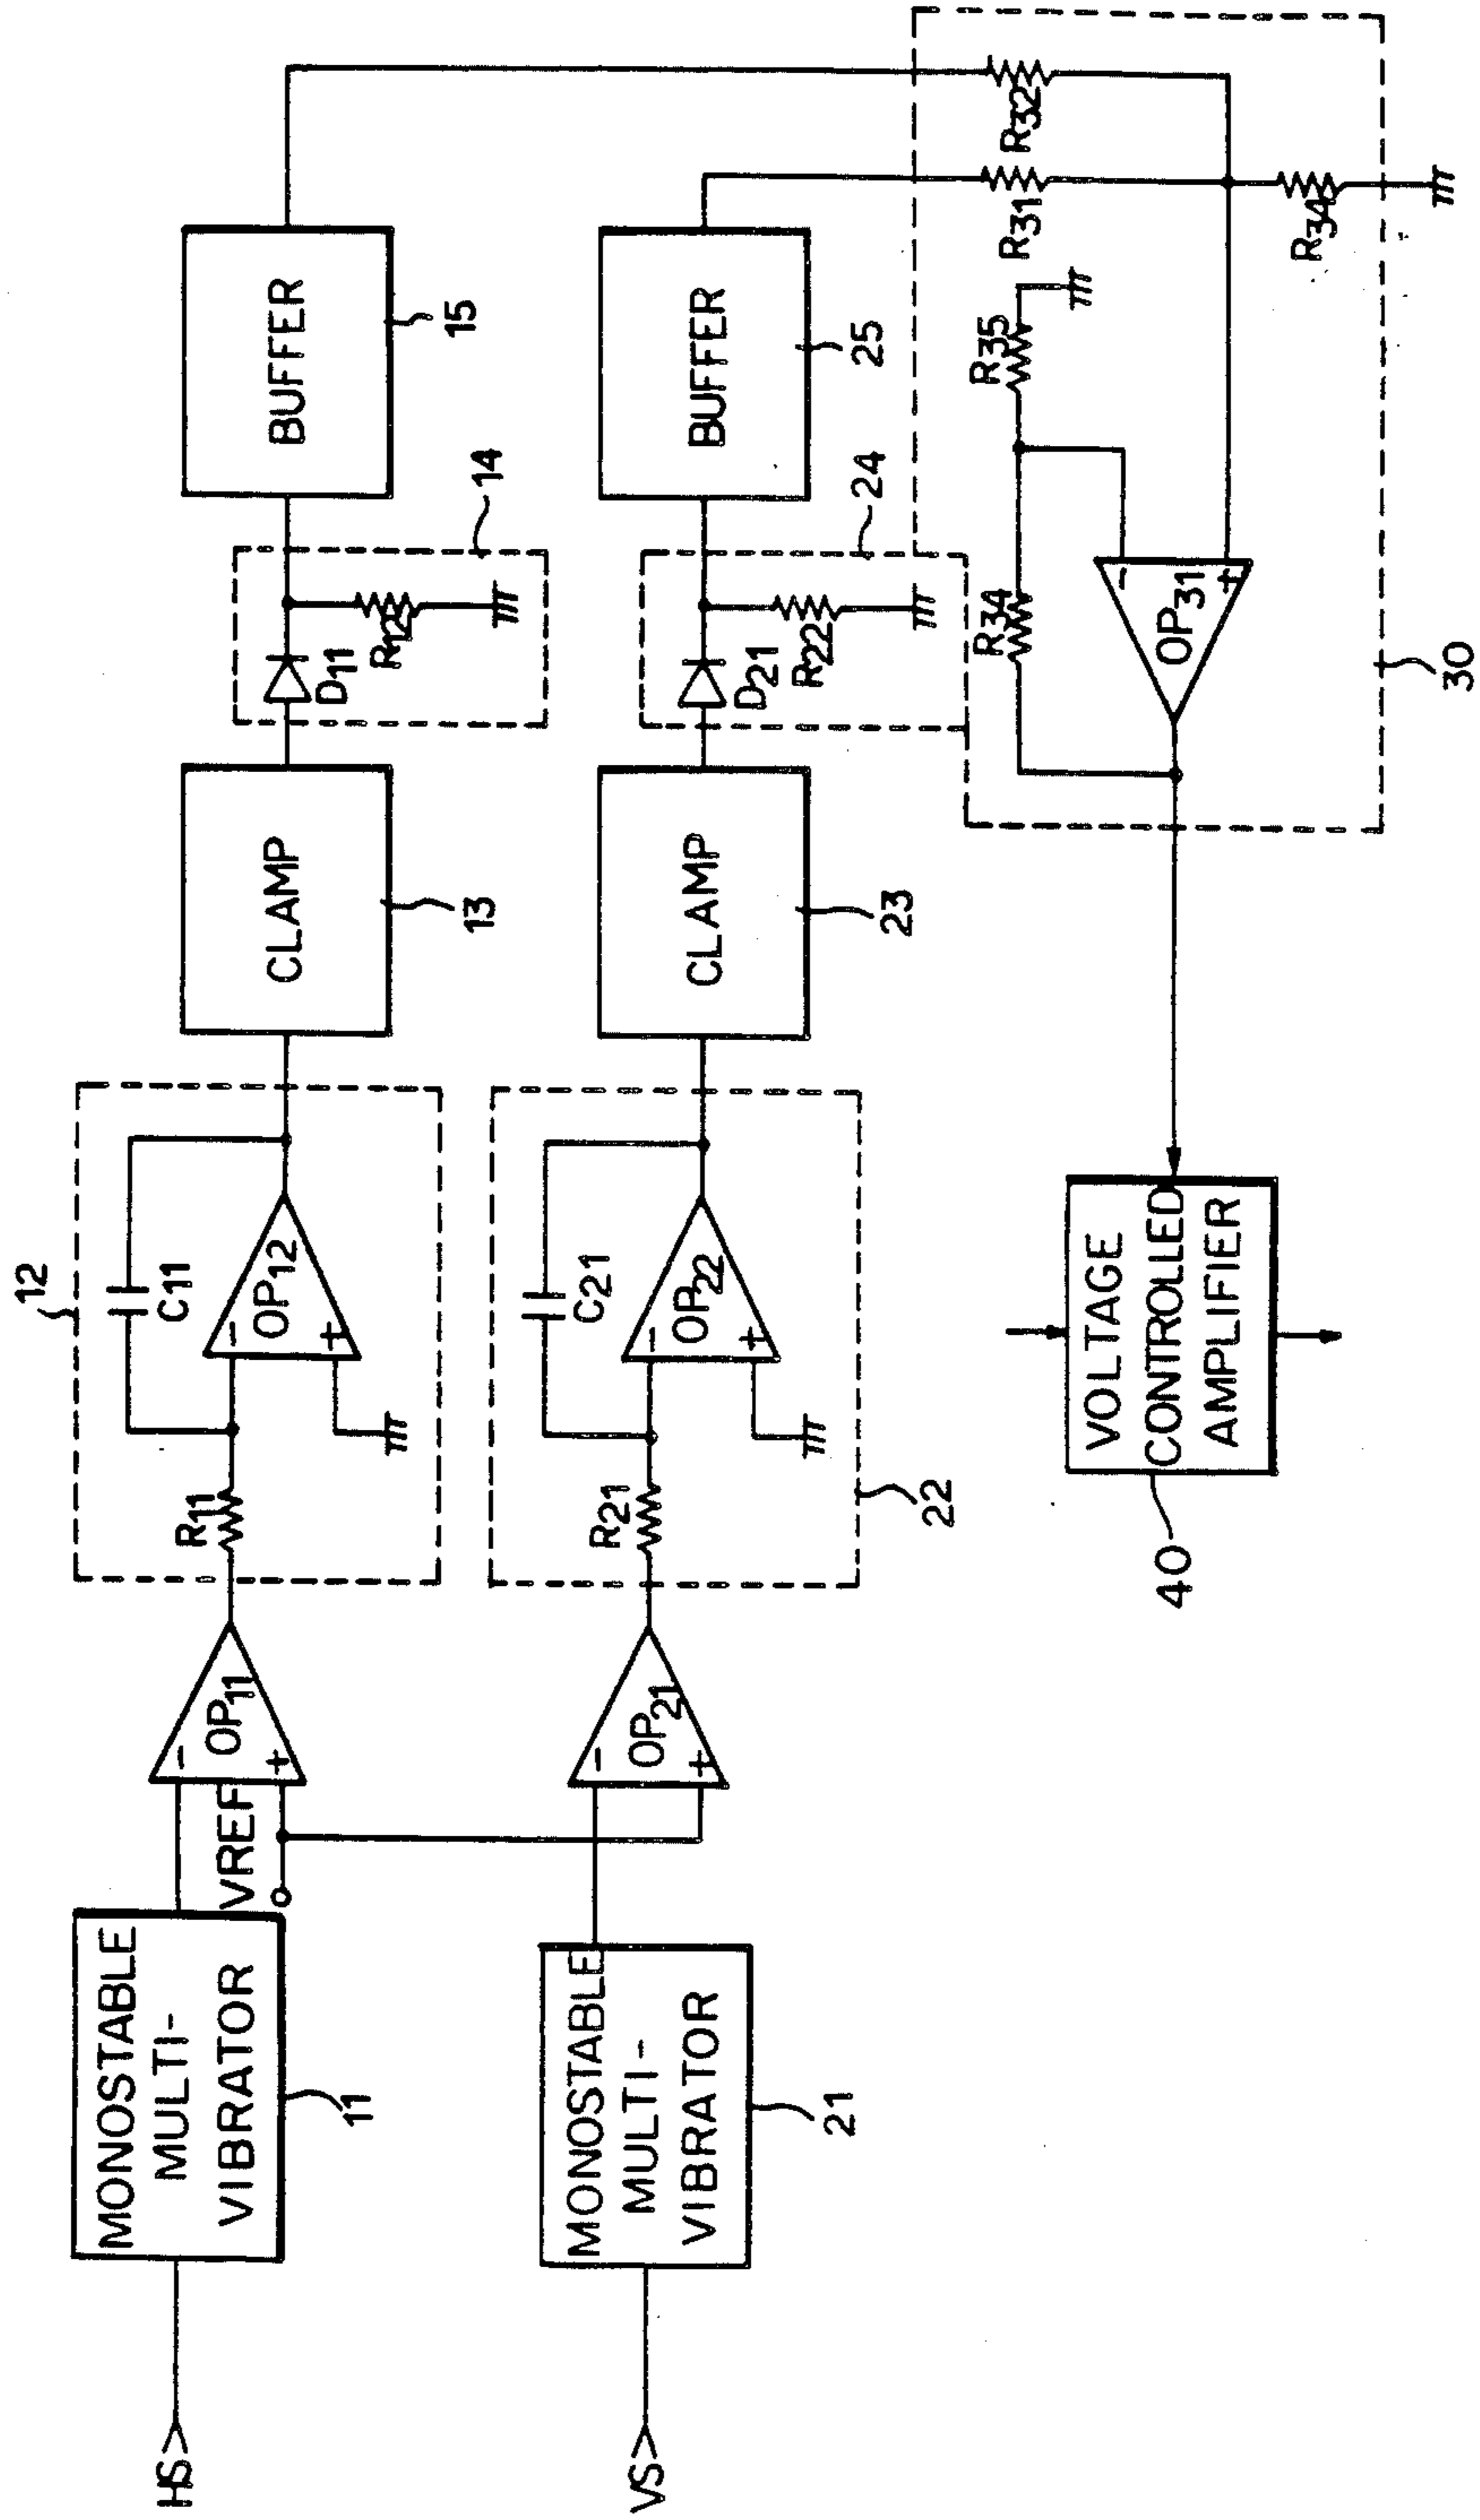 HS
MONOSTABLE
MULTI-
VIBRATOR
11
VREF
-
OP11
+
12
R11
C11
-
OP12
+
CLAMP
13
D11
R12
14
BUFFER
15
VS
MONOSTABLE
MULTI-
VIBRATOR
21
-
OP21
+
R21
C21
-
OP22
+
22
CLAMP
23
D21
R22
24
BUFFER
25
40
VOLTAGE
CONTROLLED
AMPLIFIER
R34
R35
R31
R32
-
OP31
+
R34
30